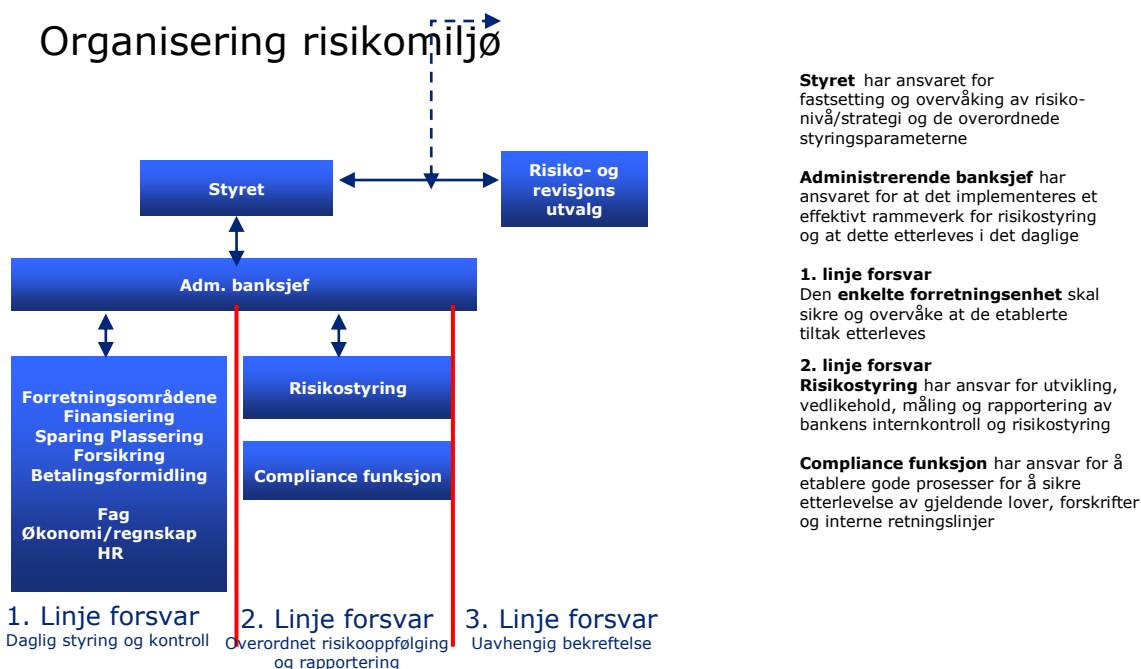 Organisering risikomiljø
Styret
Risiko- og
revisjons
utvalg
Adm. banksjef
Forretningsområdene
Finansiering
Sparing Plassering
Forsikring
Betalingsformidling
Fag
Økonomi/regnskap
HR
Risikostyring
Compliance funksjon
1. Linje forsvar
Daglig styring og kontroll
2. Linje forsvar
Overordnet risikooppfølging
og rapportering
3. Linje forsvar
Uavhengig bekreftelse
Styret har ansvaret for
fastsetting og overvåking av risiko-
nivå/strategi og de overordnede
styringsparameterne
Administrerende banksjef har
ansvaret for at det implementeres et
effektivt rammeverk for risikostyring
og at dette etterleves i det daglige
1. linje forsvar
Den enkelte forretningsenhet skal
sikre og overvåke at de etablerte
tiltak etterleves
2. linje forsvar
Risikostyring har ansvar for utvikling,
vedlikehold, måling og rapportering av
bankens internkontroll og risikostyring
Compliance funksjon har ansvar for å
etablere gode prosesser for å sikre
etterlevelse av gjeldende lover, forskrifter
og interne retningslinjer